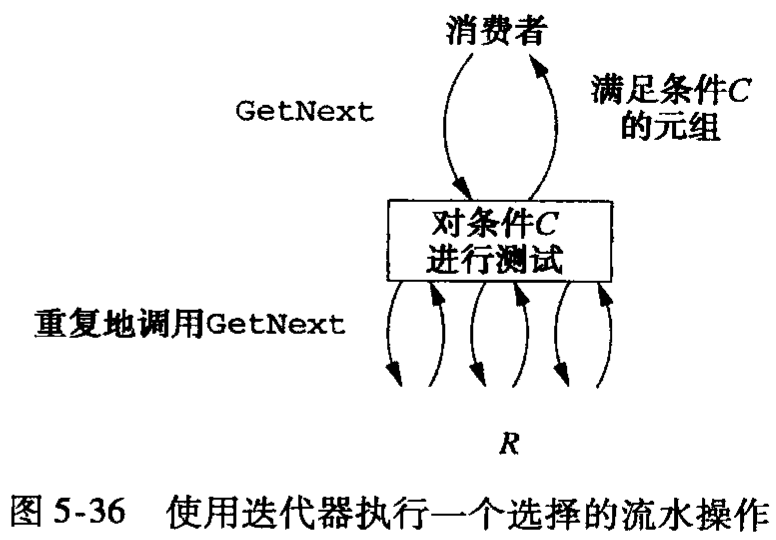 消费者
GetNext
满足条件C
的元组
对条件C
进行测试
重复地调用GetNext
R
图 5-36 使用迭代器执行一个选择的流水操作